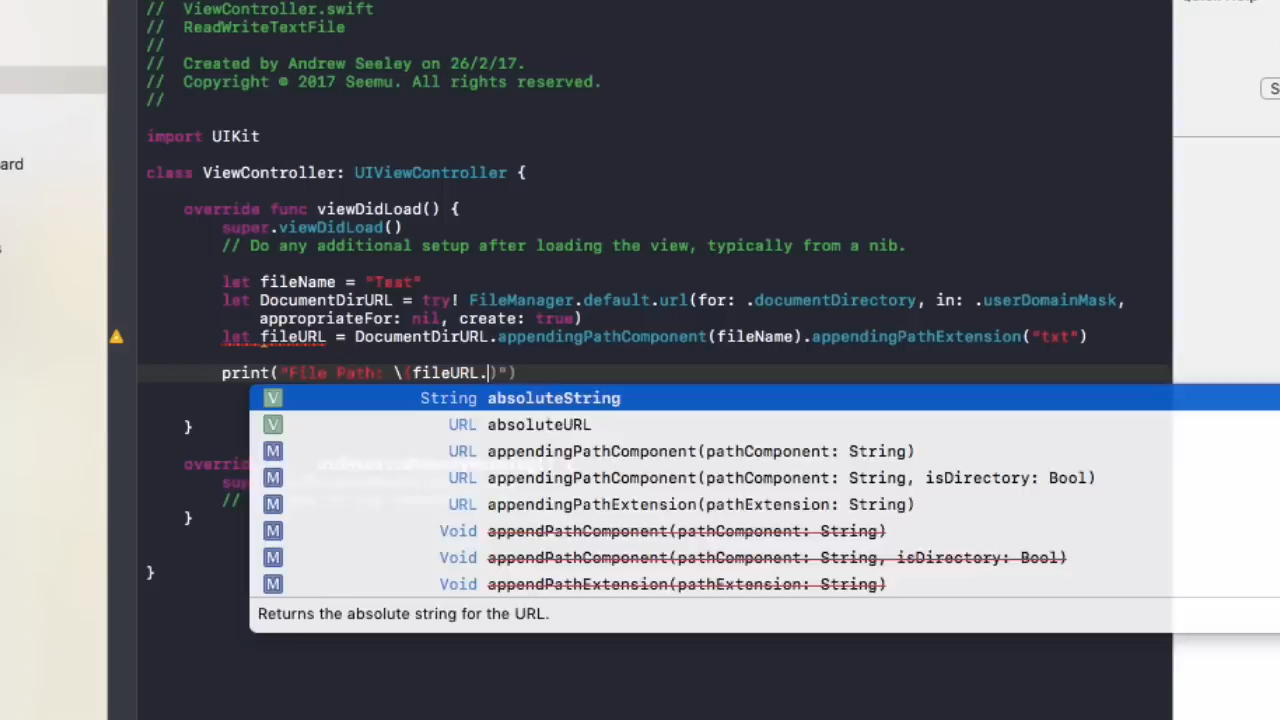 //  ViewController.swift
//  ReadWriteTextFile
//
//  Created by Andrew Seeley on 26/2/17.
//  Copyright © 2017 Seemu. All rights reserved.
//
S
ard
import UIKit
class ViewController: UIViewController {
override func viewDidLoad() {
super.viewDidLoad()
// Do any additional setup after loading the view, typically from a nib.
let fileName = "Test"
let DocumentDirURL = try! FileManager.default.url(for: .documentDirectory, in: .userDomainMask,
appropriateFor: nil, create: true)
let fileURL = DocumentDirURL.appendingPathComponent(fileName).appendingPathExtension("txt")
print("File Path: \(fileURL.)")
V String absoluteString
V URL absoluteURL
}
M URL appendingPathComponent(pathComponent: String)
M URL appendingPathComponent(pathComponent: String, isDirectory: Bool)
M URL appendingPathExtension(pathExtension: String)
//
}
M Void appendPathComponent(pathComponent: String)
M Void appendPathComponent(pathComponent: String, isDirectory: Bool)
M Void appendPathExtension(pathExtension: String)
}
Returns the absolute string for the URL.